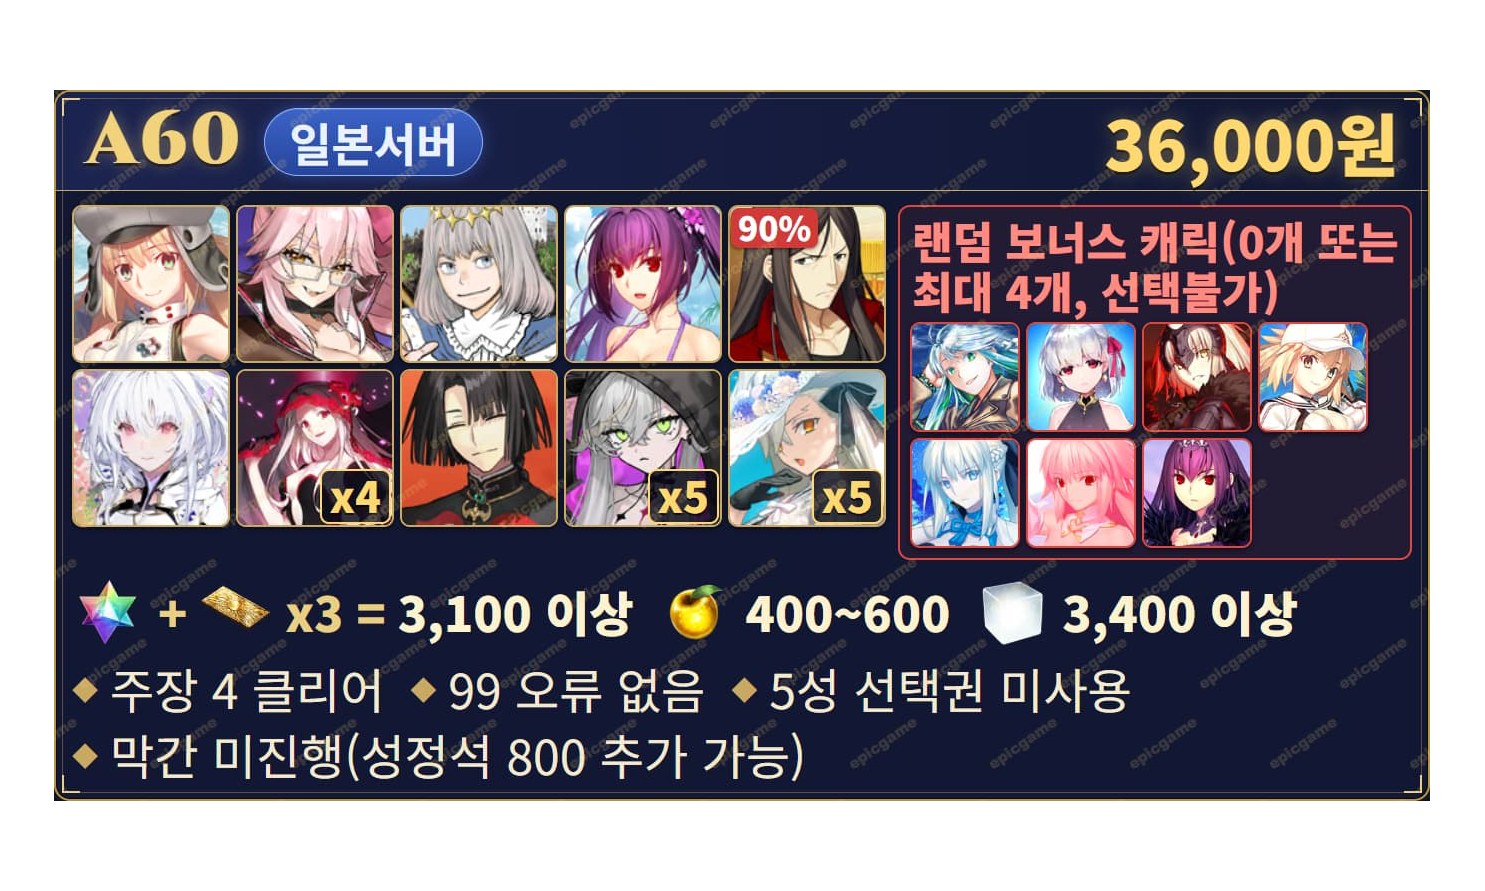 A60 일본서버 36,000원
90%
랜덤 보너스 캐릭(0개 또는
최대 4개, 선택불가)
x4 x5 x5
+ x3 = 3,100 이상 400~600 3,400 이상
◆ 주장 4 클리어 ◆ 99 오류 없음 ◆ 5성 선택권 미사용
◆ 막간 미진행(성정석 800 추가 가능)
epicgame